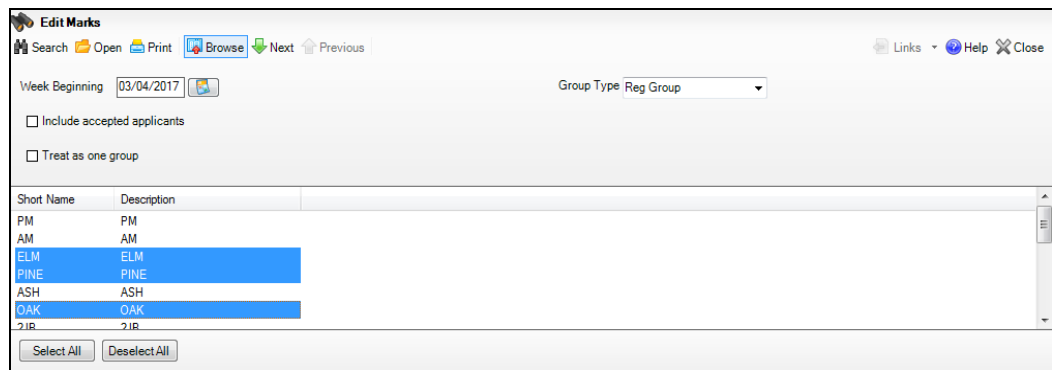 Edit Marks
Search Open Print Browse Next Previous Links Help Close
Week Beginning 03/04/2017 Group Type Reg Group
Include accepted applicants
Treat as one group
Short Name Description
PM PM
AM AM
ELM ELM
PINE PINE
ASH ASH
OAK OAK
Select All Deselect All